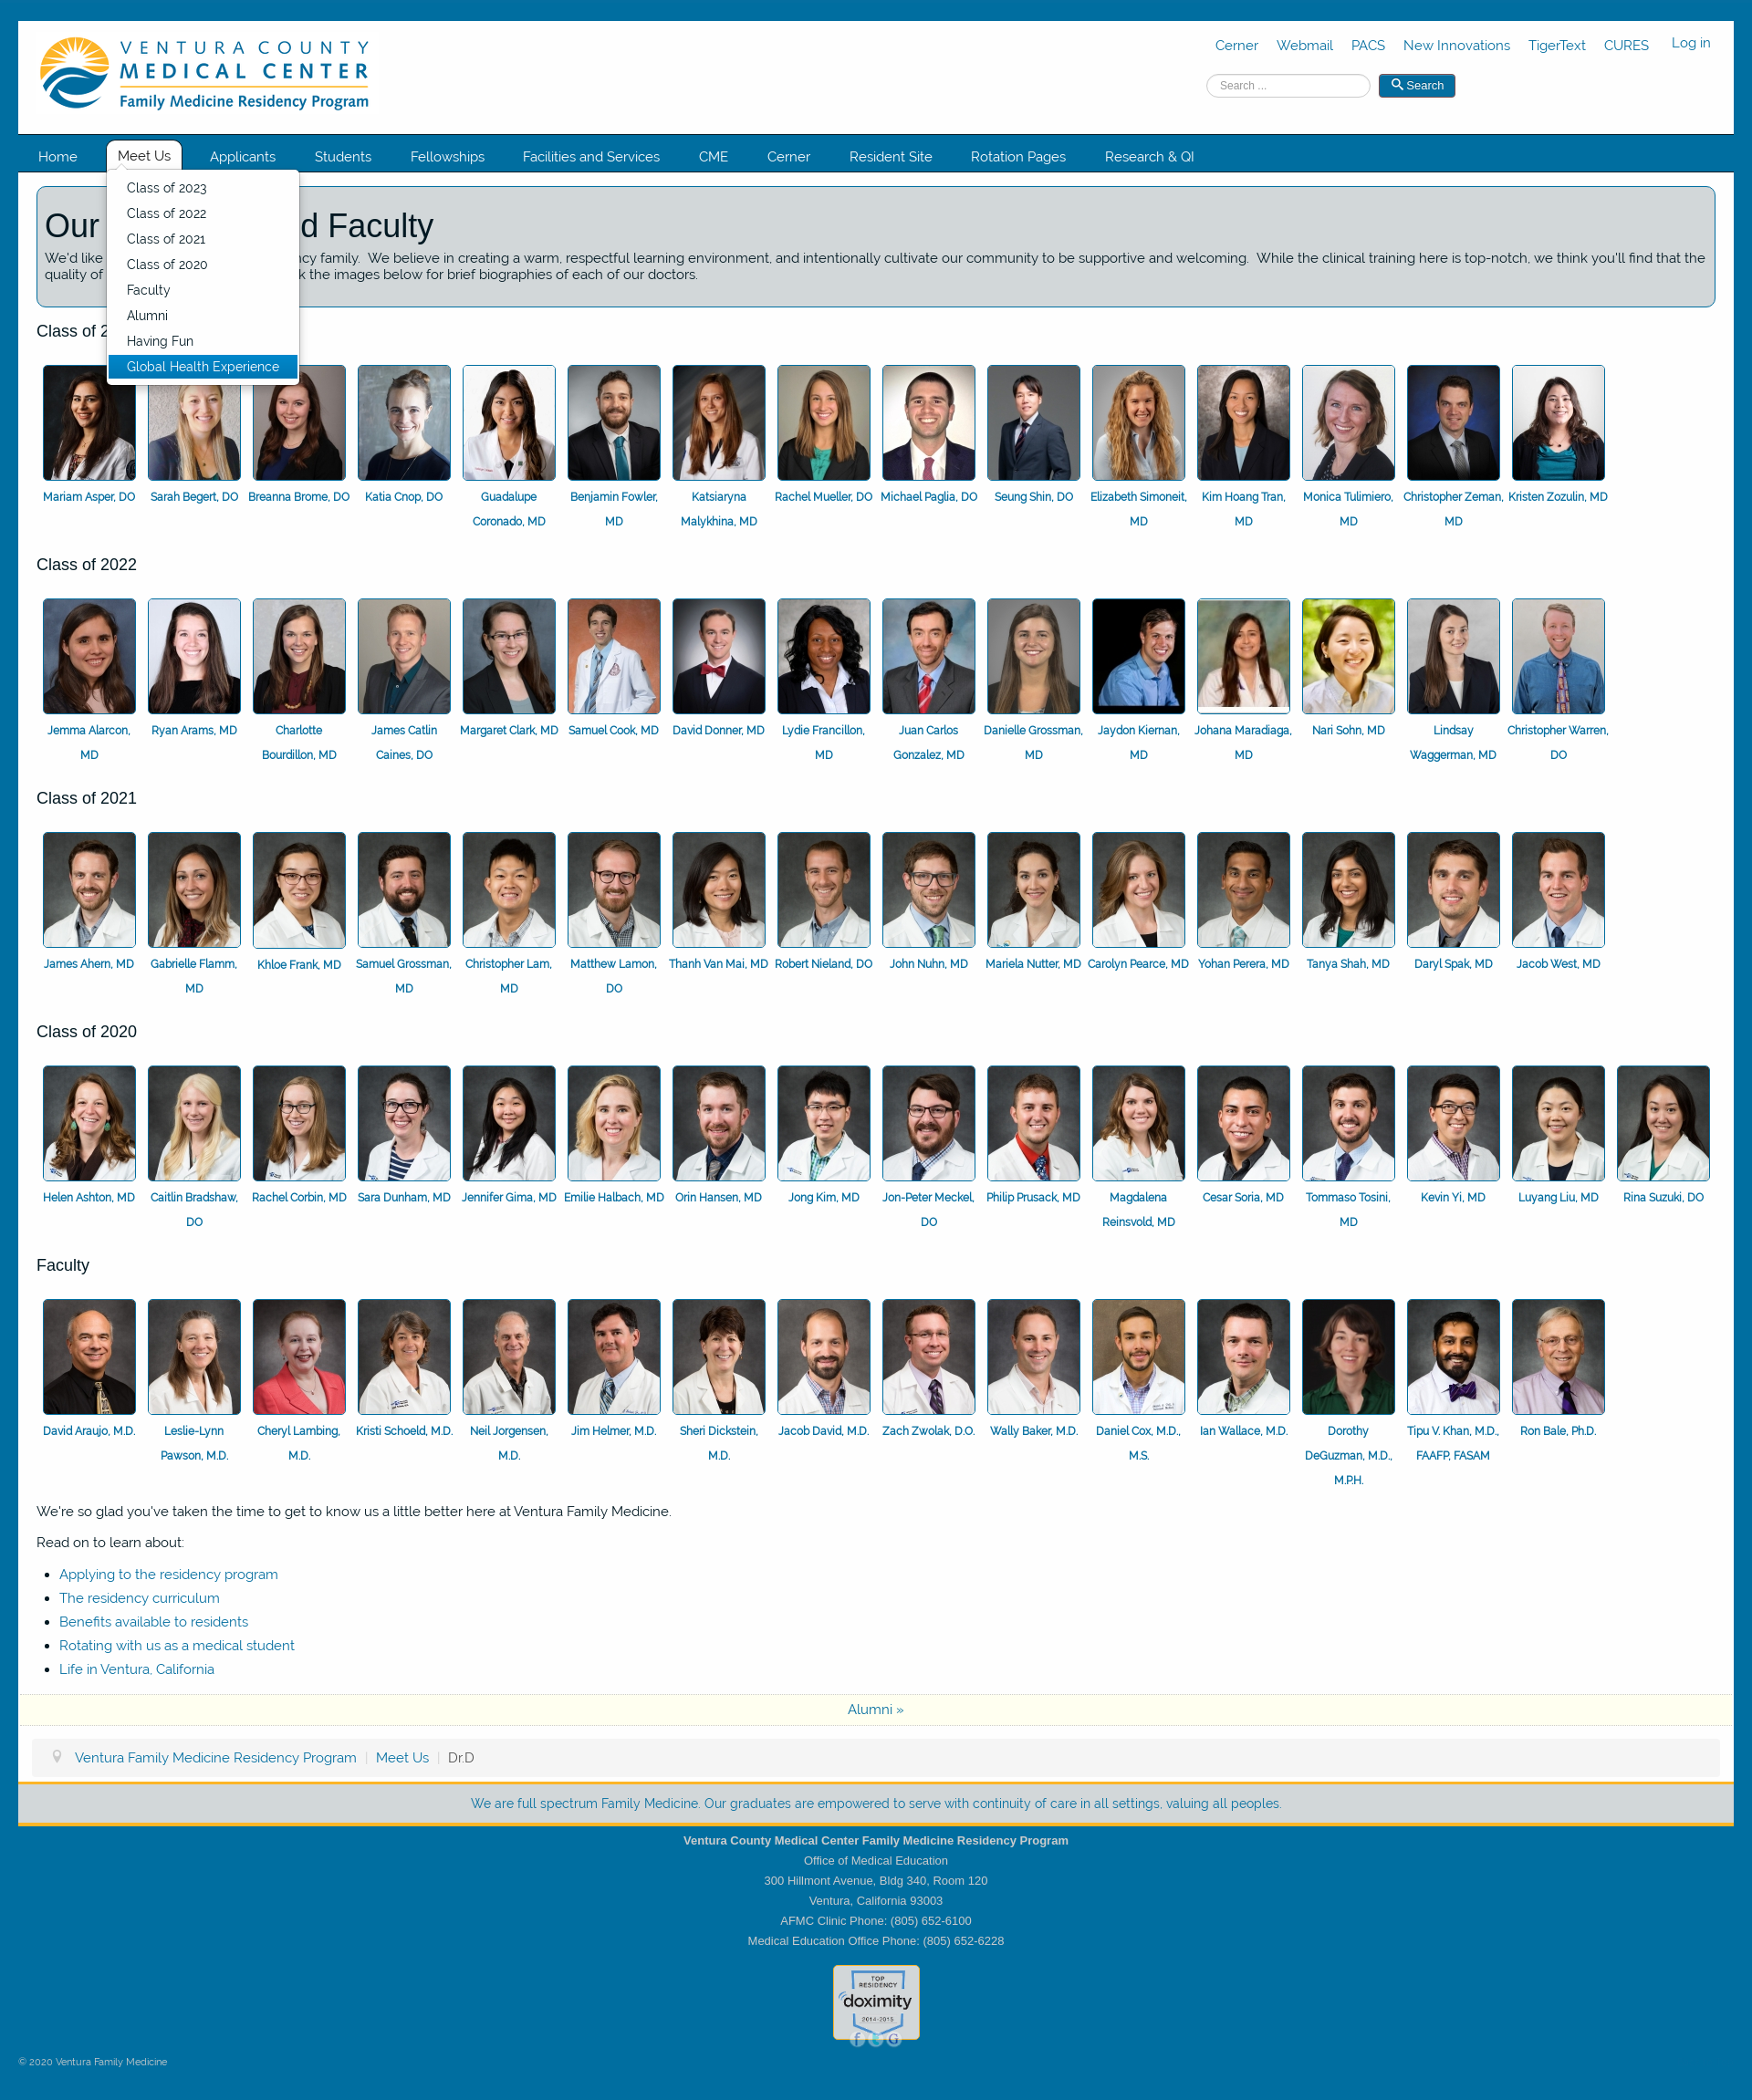 VENTURA COUNTY
MEDICAL CENTER
Family Medicine Residency Program
Cerner Webmail PACS New Innovations TigerText CURES Log in
Search ... Search
Home Meet Us Applicants Students Fellowships Facilities and Services CME Cerner Resident Site Rotation Pages Research & QI
Class of 2023
Class of 2022
Class of 2021
Class of 2020
Faculty
Alumni
Having Fun
Global Health Experience
Our d Faculty
We'd like ncy family. We believe in creating a warm, respectful learning environment, and intentionally cultivate our community to be supportive and welcoming. While the clinical training here is top-notch, we think you'll find that the
quality of k the images below for brief biographies of each of our doctors.
Class of 2
Mariam Asper, DO Sarah Begert, DO Breanna Brome, DO Katia Cnop, DO Guadalupe Benjamin Fowler, Katsiaryna Rachel Mueller, DO Michael Paglia, DO Seung Shin, DO Elizabeth Simoneit, Kim Hoang Tran, Monica Tulimiero, Christopher Zeman, Kristen Zozulin, MD
Coronado, MD MD Malykhina, MD MD MD MD MD
Class of 2022
Jemma Alarcon, Ryan Arams, MD Charlotte James Catlin Margaret Clark, MD Samuel Cook, MD David Donner, MD Lydie Francillon, Juan Carlos Danielle Grossman, Jaydon Kiernan, Johana Maradiaga, Nari Sohn, MD Lindsay Christopher Warren,
MD Bourdillon, MD Caines, DO MD Gonzalez, MD MD MD MD Waggerman, MD DO
Class of 2021
James Ahern, MD Gabrielle Flamm, Khloe Frank, MD Samuel Grossman, Christopher Lam, Matthew Lamon, Thanh Van Mai, MD Robert Nieland, DO John Nuhn, MD Mariela Nutter, MD Carolyn Pearce, MD Yohan Perera, MD Tanya Shah, MD Daryl Spak, MD Jacob West, MD
MD MD MD DO
Class of 2020
Helen Ashton, MD Caitlin Bradshaw, Rachel Corbin, MD Sara Dunham, MD Jennifer Gima, MD Emilie Halbach, MD Orin Hansen, MD Jong Kim, MD Jon-Peter Meckel, Philip Prusack, MD Magdalena Cesar Soria, MD Tommaso Tosini, Kevin Yi, MD Luyang Liu, MD Rina Suzuki, DO
DO DO Reinsvold, MD MD
Faculty
David Araujo, M.D. Leslie-Lynn Cheryl Lambing, Kristi Schoeld, M.D. Neil Jorgensen, Jim Helmer, M.D. Sheri Dickstein, Jacob David, M.D. Zach Zwolak, D.O. Wally Baker, M.D. Daniel Cox, M.D., Ian Wallace, M.D. Dorothy Tipu V. Khan, M.D., Ron Bale, Ph.D.
Pawson, M.D. M.D. M.D. M.D. M.S. DeGuzman, M.D., FAAFP, FASAM
M.P.H.
We're so glad you've taken the time to get to know us a little better here at Ventura Family Medicine.
Read on to learn about:
Applying to the residency program
The residency curriculum
Benefits available to residents
Rotating with us as a medical student
Life in Ventura, California
Alumni »
Ventura Family Medicine Residency Program | Meet Us | Dr.D
We are full spectrum Family Medicine. Our graduates are empowered to serve with continuity of care in all settings, valuing all peoples.
Ventura County Medical Center Family Medicine Residency Program
Office of Medical Education
300 Hillmont Avenue, Bldg 340, Room 120
Ventura, California 93003
AFMC Clinic Phone: (805) 652-6100
Medical Education Office Phone: (805) 652-6228
TOP
RESIDENCY
doximity
2014-2015
© 2020 Ventura Family Medicine